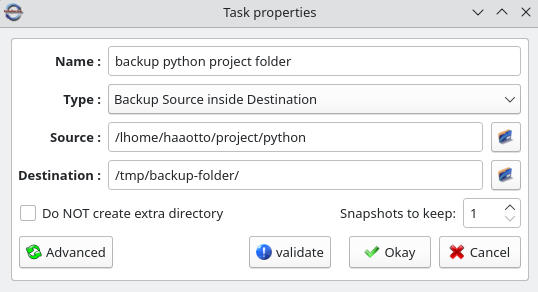 Task properties
Name : backup python project folder
Type : Backup Source inside Destination
Source : /lhome/haaotto/project/python
Destination : /tmp/backup-folder/
Do NOT create extra directory Snapshots to keep: 1
Advanced validate Okay Cancel